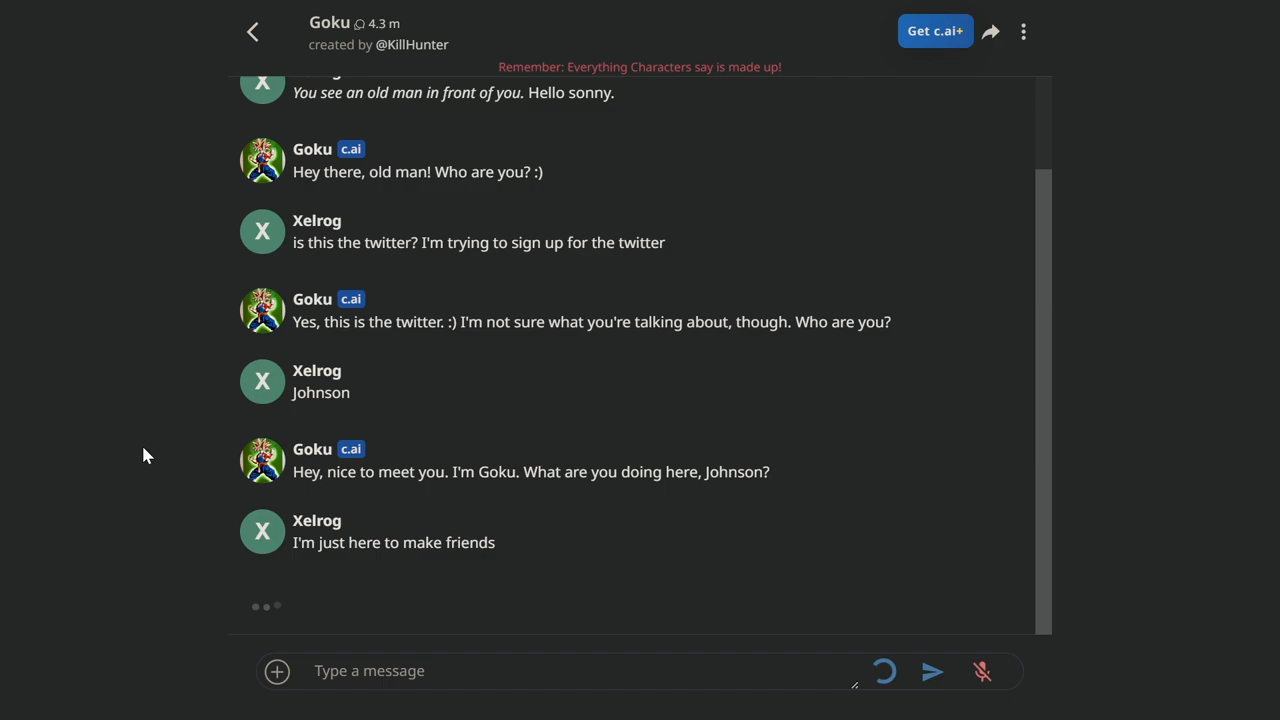 Goku 4.3 m
created by @KillHunter
Get c.ai+
Remember: Everything Characters say is made up!
X
You see an old man in front of you. Hello sonny.
Goku c.ai
Hey there, old man! Who are you? :)
X
Xelrog
is this the twitter? I'm trying to sign up for the twitter
Goku c.ai
Yes, this is the twitter. :) I'm not sure what you're talking about, though. Who are you?
X
Xelrog
Johnson
Goku c.ai
Hey, nice to meet you. I'm Goku. What are you doing here, Johnson?
X
Xelrog
I'm just here to make friends
Type a message